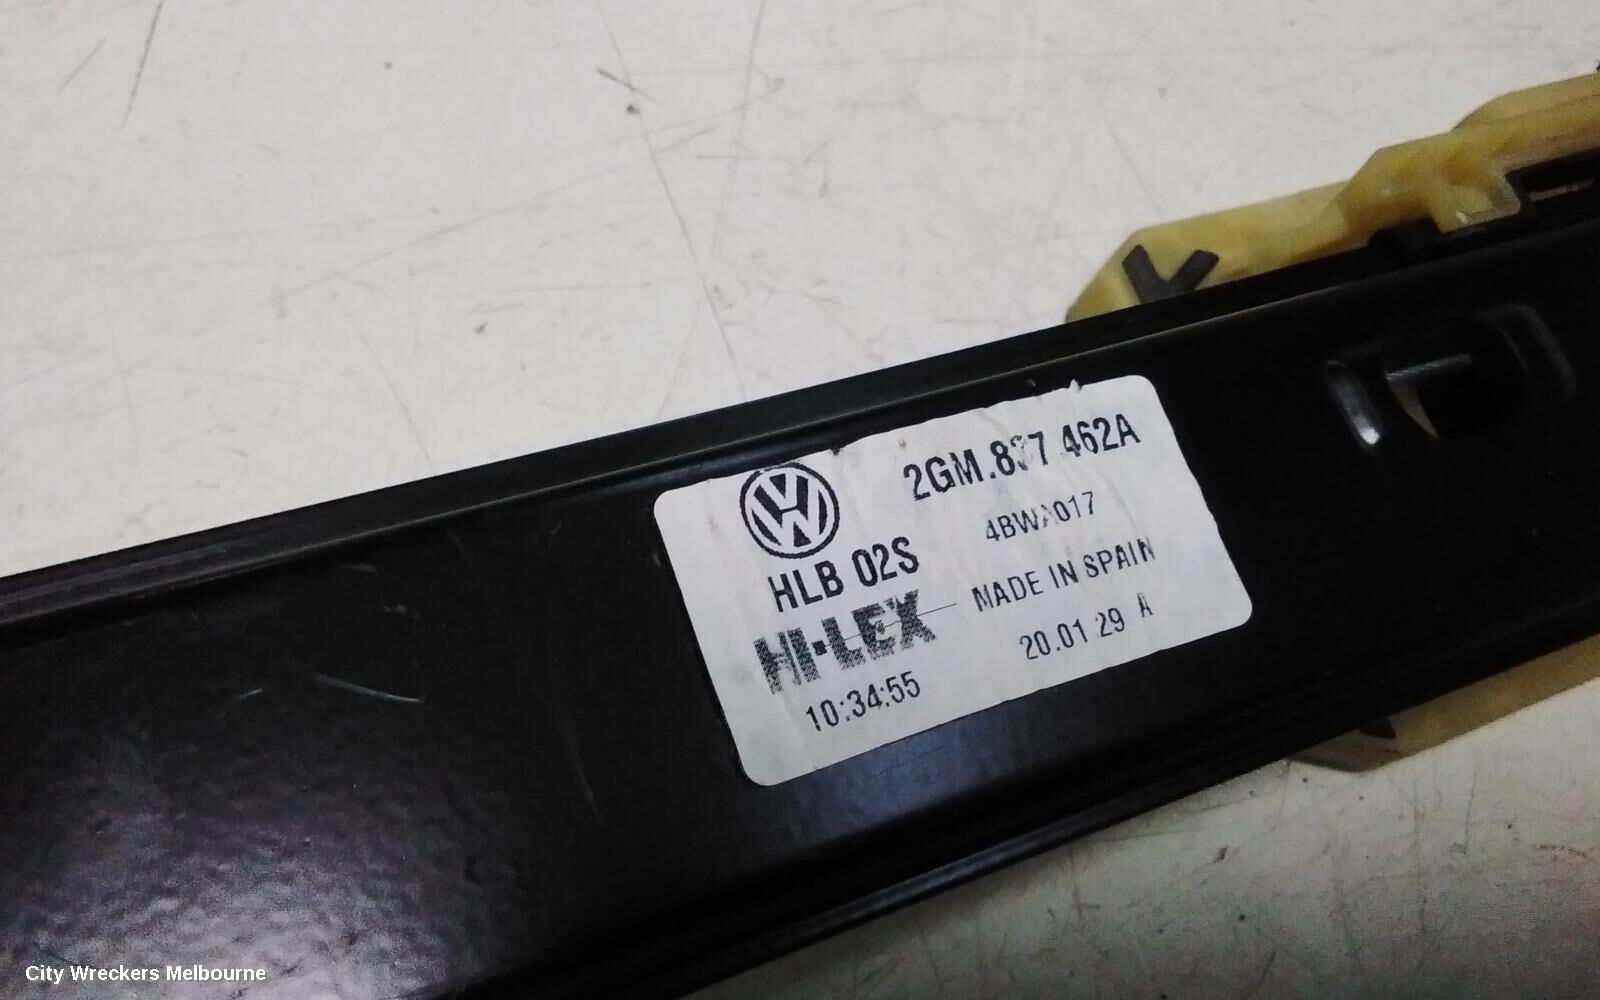 2GM.837.462A
4BWA017
HLB 02S
MADE IN SPAIN
HI-LEX
20.01 29 A
10:34:55
City Wreckers Melbourne